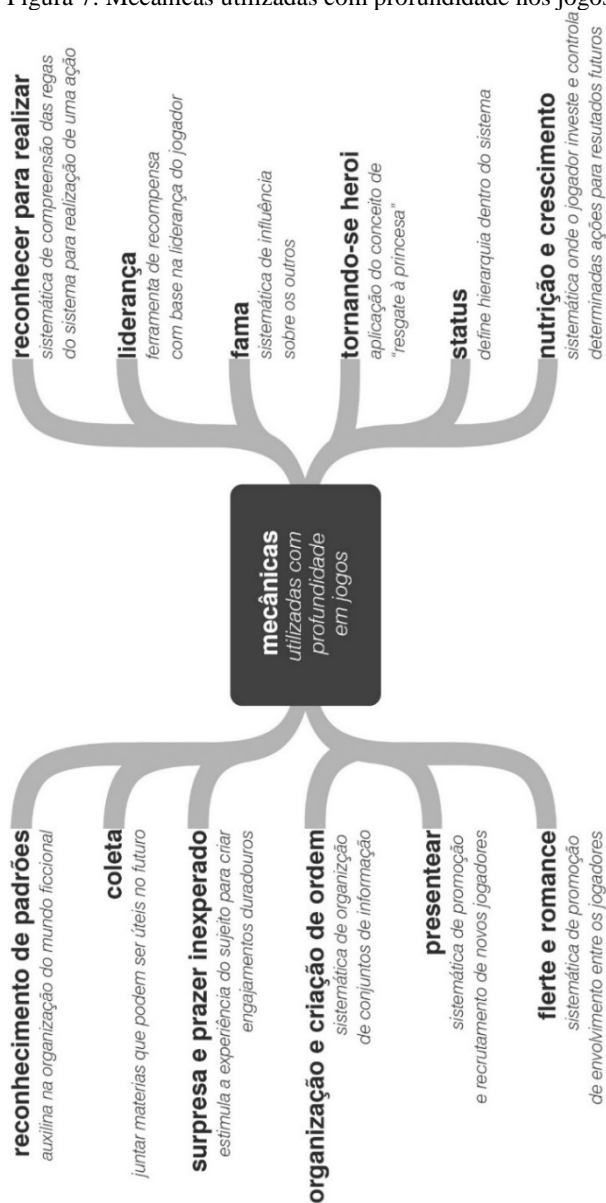 Figura 7: Mecânicas utilizadas com profundidade nos jogos
mecânicas
utilizadas com
profundidade
em jogos
reconhecimento de padrões
auxilina na organização do mundo ficcional
coleta
juntar materias que podem ser úteis no futuro
surpresa e prazer inexperado
estimula a experiência do sujeito para criar
engajamentos duradouros
organização e criação de ordem
sistemática de organizção
de conjuntos de informação
presentear
sistemática de promoção
e recrutamento de novos jogadores
flerte e romance
sistemática de promoção
de envolvimento entre os jogadores
reconhecer para realizar
sistemática de compreensão das regas
do sistema para realização de uma ação
liderança
ferramenta de recompensa
com base na liderança do jogador
fama
sistemática de influência
sobre os outros
tornando-se heroi
aplicação do conceito de
"resgate à princesa"
status
define hierarquia dentro do sistema
nutrição e crescimento
sistemática onde o jogador investe e controla
determinadas ações para resutados futuros